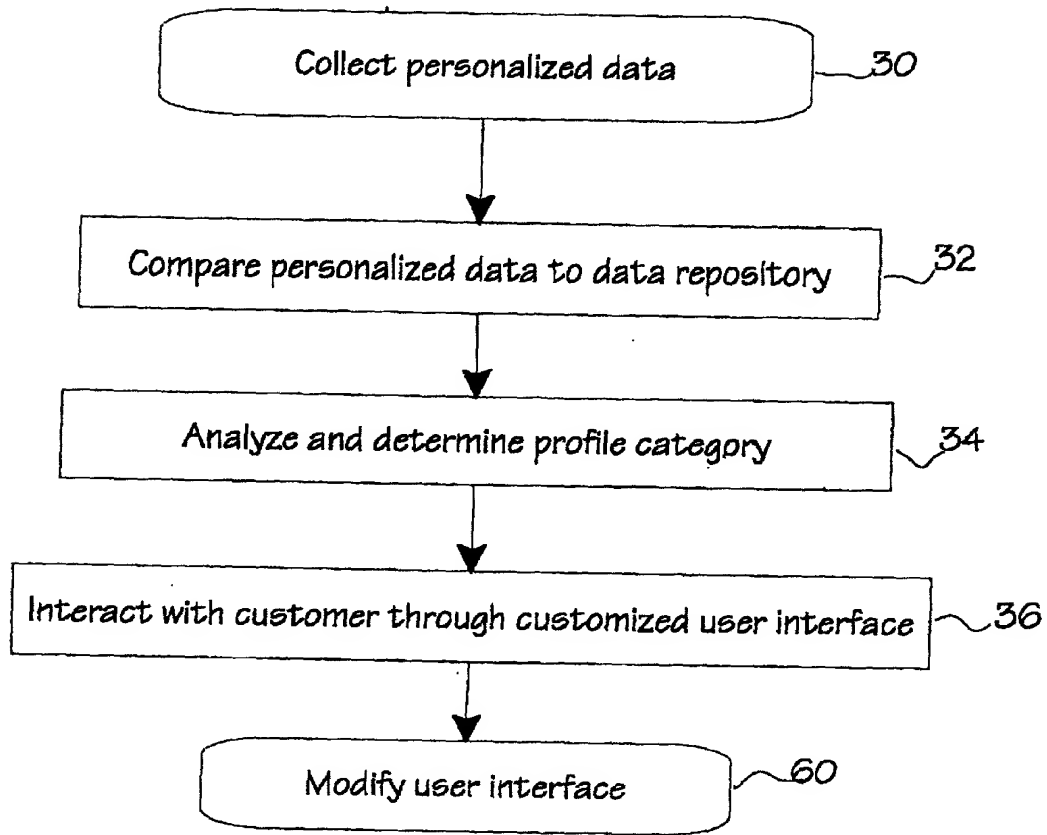 Collect personalized data 30
Compare personalized data to data repository 32
Analyze and determine profile category 34
Interact with customer through customized user interface 36
Modify user interface 60